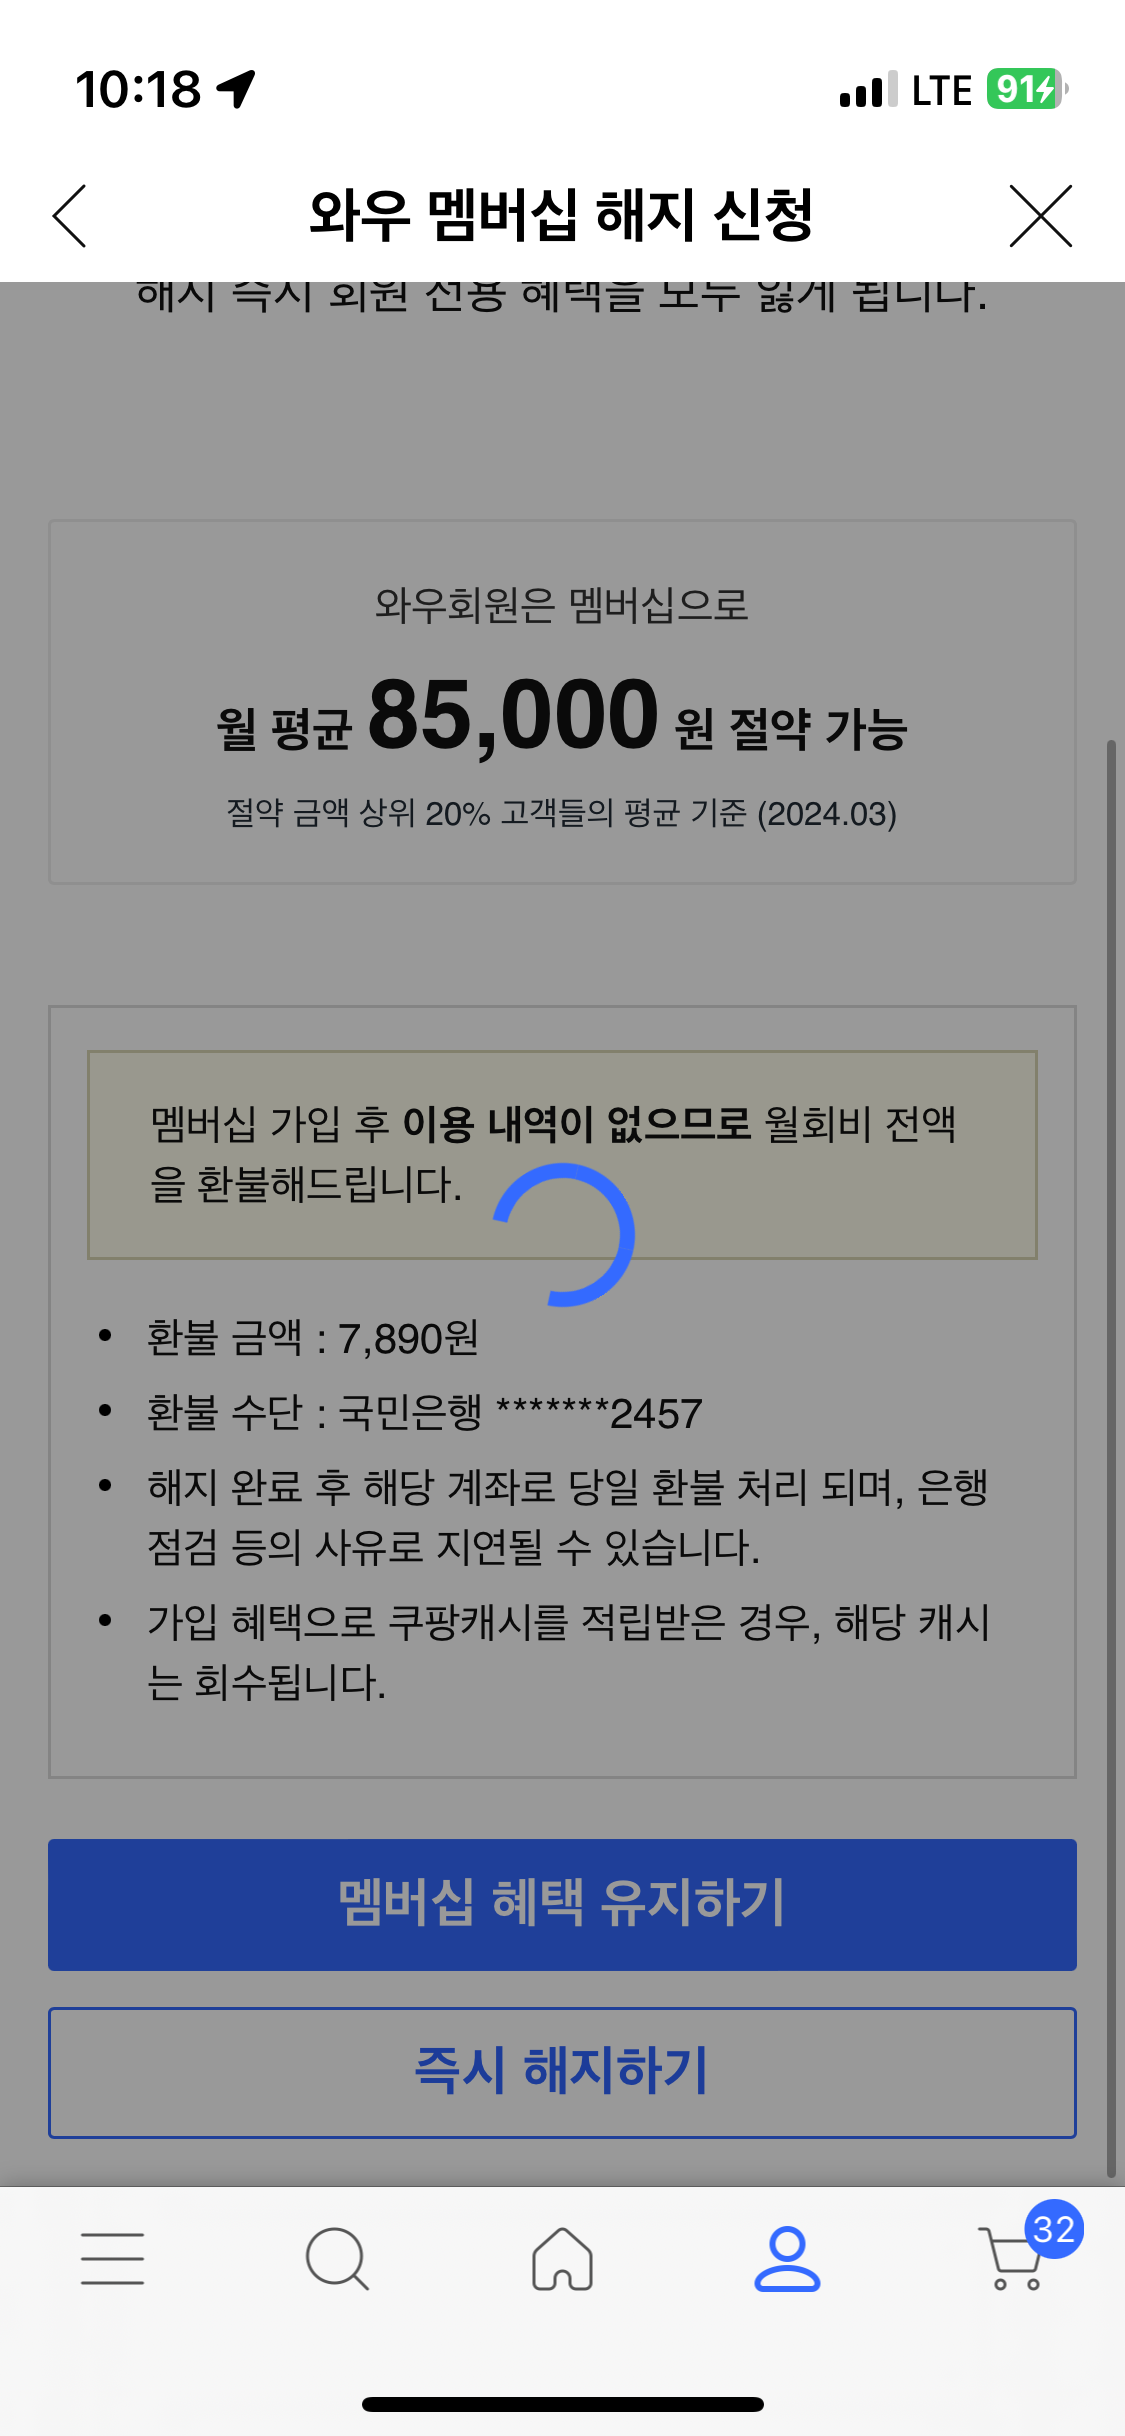 10:18
LTE
91
와우 멤버십 해지 신청
해지 즉시 회원 전용 혜택을 모두 잃게 됩니다.
와우회원은 멤버십으로
월 평균 85,000 원 절약 가능
절약 금액 상위 20% 고객들의 평균 기준 (2024.03)
멤버십 가입 후 이용 내역이 없으므로 월회비 전액
을 환불해드립니다.
• 환불 금액 : 7,890원
• 환불 수단 : 국민은행 *******2457
• 해지 완료 후 해당 계좌로 당일 환불 처리 되며, 은행
점검 등의 사유로 지연될 수 있습니다.
• 가입 혜택으로 쿠팡캐시를 적립받은 경우, 해당 캐시
는 회수됩니다.
멤버십 혜택 유지하기
즉시 해지하기
32